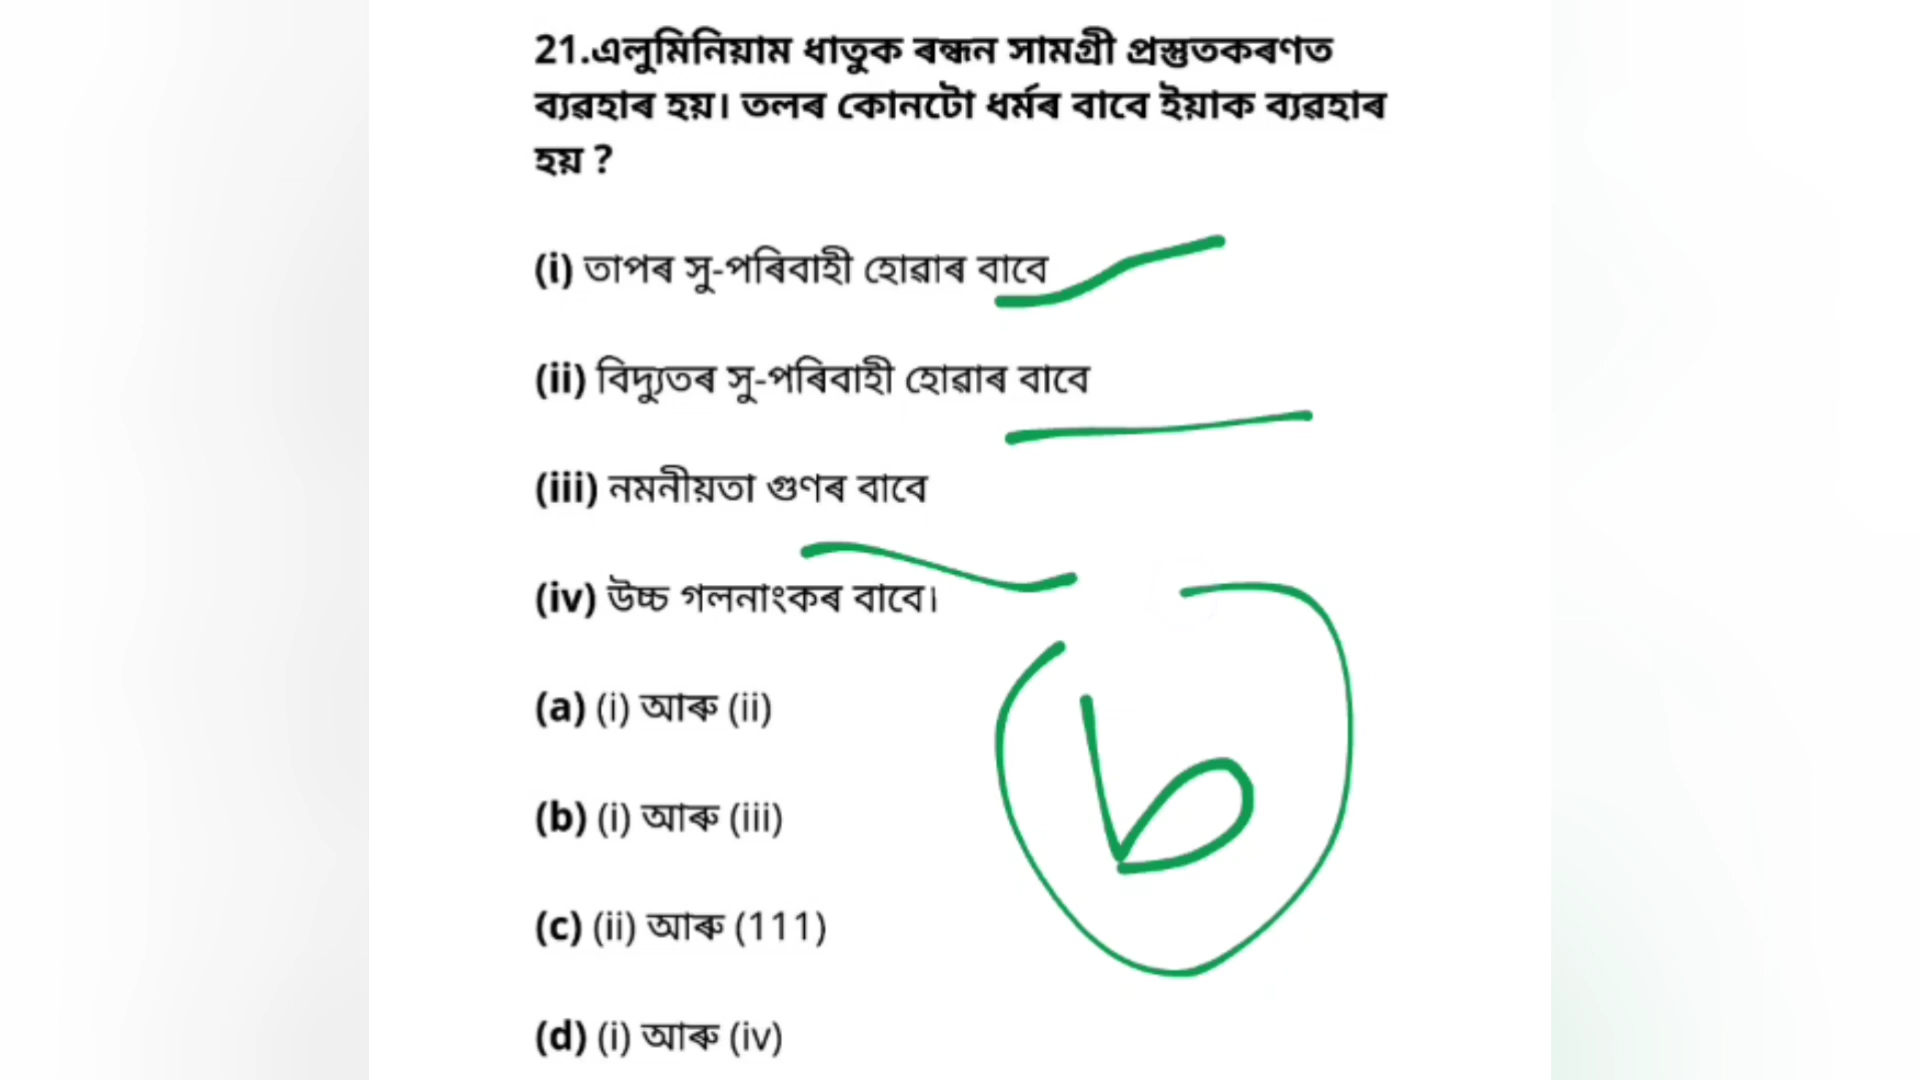 21.এলুমিনিয়াম ধাতুক ৰন্ধন সামগ্ৰী প্ৰস্তুতকৰণত
ব্যৱহাৰ হয়। তলৰ কোনটো ধৰ্মৰ বাবে ইয়াক ব্যৱহাৰ
হয় ?
(i) তাপৰ সু-পৰিবাহী হোৱাৰ বাবে
(ii) বিদ্যুতৰ সু-পৰিবাহী হোৱাৰ বাবে
(iii) নমনীয়তা গুণৰ বাবে
(iv) উচ্চ গলনাংকৰ বাবে।
(a) (i) আৰু (ii)
(b) (i) আৰু (iii)
b
(c) (ii) আৰু (111)
(d) (i) আৰু (iv)